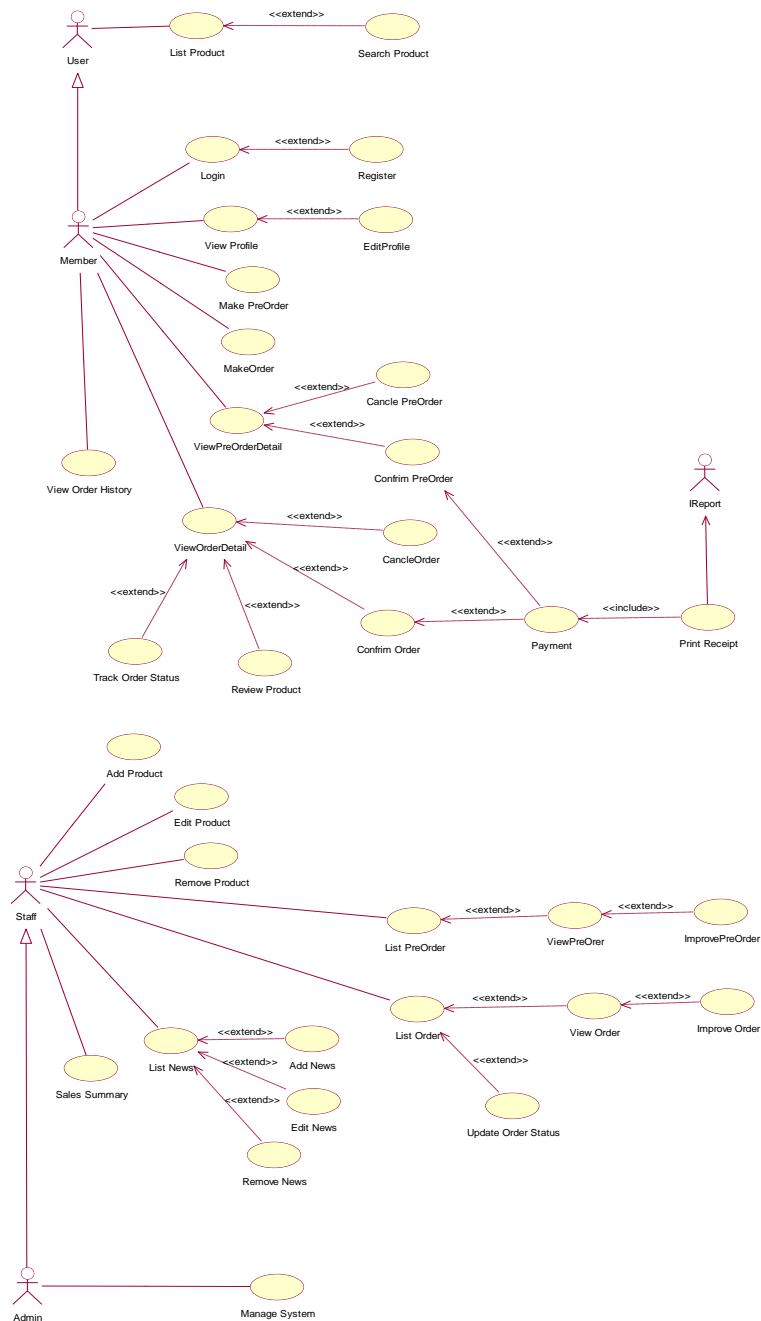 <<extend>>
User
List Product
Search Product
<<extend>>
Login
Register
<<extend>>
View Profile
EditProfile
Member
Make PreOrder
MakeOrder
<<extend>>
Cancle PreOrder
<<extend>>
ViewPreOrderDetail
Confrim PreOrder
View Order History
IReport
<<extend>>
<<extend>>
ViewOrderDetail
CancleOrder
<<extend>>
<<extend>>
<<extend>>
<<extend>>
<<include>>
Confrim Order
Payment
Print Receipt
Track Order Status
Review Product
Add Product
Edit Product
Remove Product
Staff
<<extend>>
<<extend>>
List PreOrder
ViewPreOrer
ImprovePreOrder
<<extend>>
<<extend>>
List Order
View Order
Improve Order
<<extend>>
List News
Add News
<<extend>>
<<extend>>
Sales Summary
<<extend>>
Edit News
Update Order Status
Remove News
Admin
Manage System